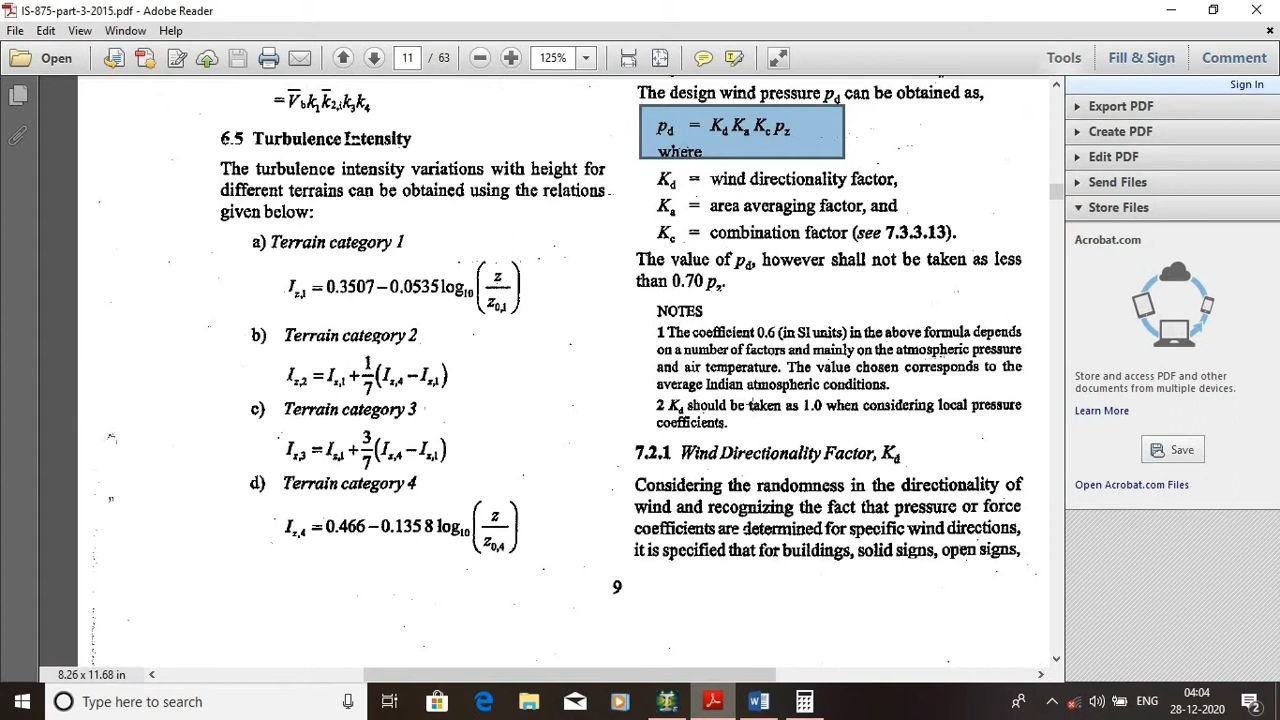 IS-875-part-3-2015.pdf - Adobe Reader
File Edit View Window Help
Open 11 / 63 125% Tools Fill & Sign Comment
= V̅b k1 k̅2,i k3 k4
6.5 Turbulence Intensity
The turbulence intensity variations with height for
different terrains can be obtained using the relations
given below:
a) Terrain category 1
Iz,1 = 0.3507 – 0.0535 log10 (z / z0,1)
b) Terrain category 2
Iz,2 = Iz,1 + 1/7 (Iz,4 – Iz,1)
c) Terrain category 3
Iz,3 = Iz,1 + 3/7 (Iz,4 – Iz,1)
d) Terrain category 4
Iz,4 = 0.466 – 0.1358 log10 (z / z0,4)
The design wind pressure pd can be obtained as,
pd = Kd Ka Kc pz
where
Kd = wind directionality factor,
Ka = area averaging factor, and
Kc = combination factor (see 7.3.3.13).
The value of pd, however shall not be taken as less
than 0.70 pz.
NOTES
1 The coefficient 0.6 (in SI units) in the above formula depends
on a number of factors and mainly on the atmospheric pressure
and air temperature. The value chosen corresponds to the
average Indian atmospheric conditions.
2 Kd should be taken as 1.0 when considering local pressure
coefficients.
7.2.1 Wind Directionality Factor, Kd
Considering the randomness in the directionality of
wind and recognizing the fact that pressure or force
coefficients are determined for specific wind directions,
it is specified that for buildings, solid signs, open signs,
9
Sign In
Export PDF
Create PDF
Edit PDF
Send Files
Store Files
Acrobat.com
Store and access PDF and other
documents from multiple devices.
Learn More
Save
Open Acrobat.com Files
8.26 x 11.68 in
Type here to search
ENG
04:04
28-12-2020
2